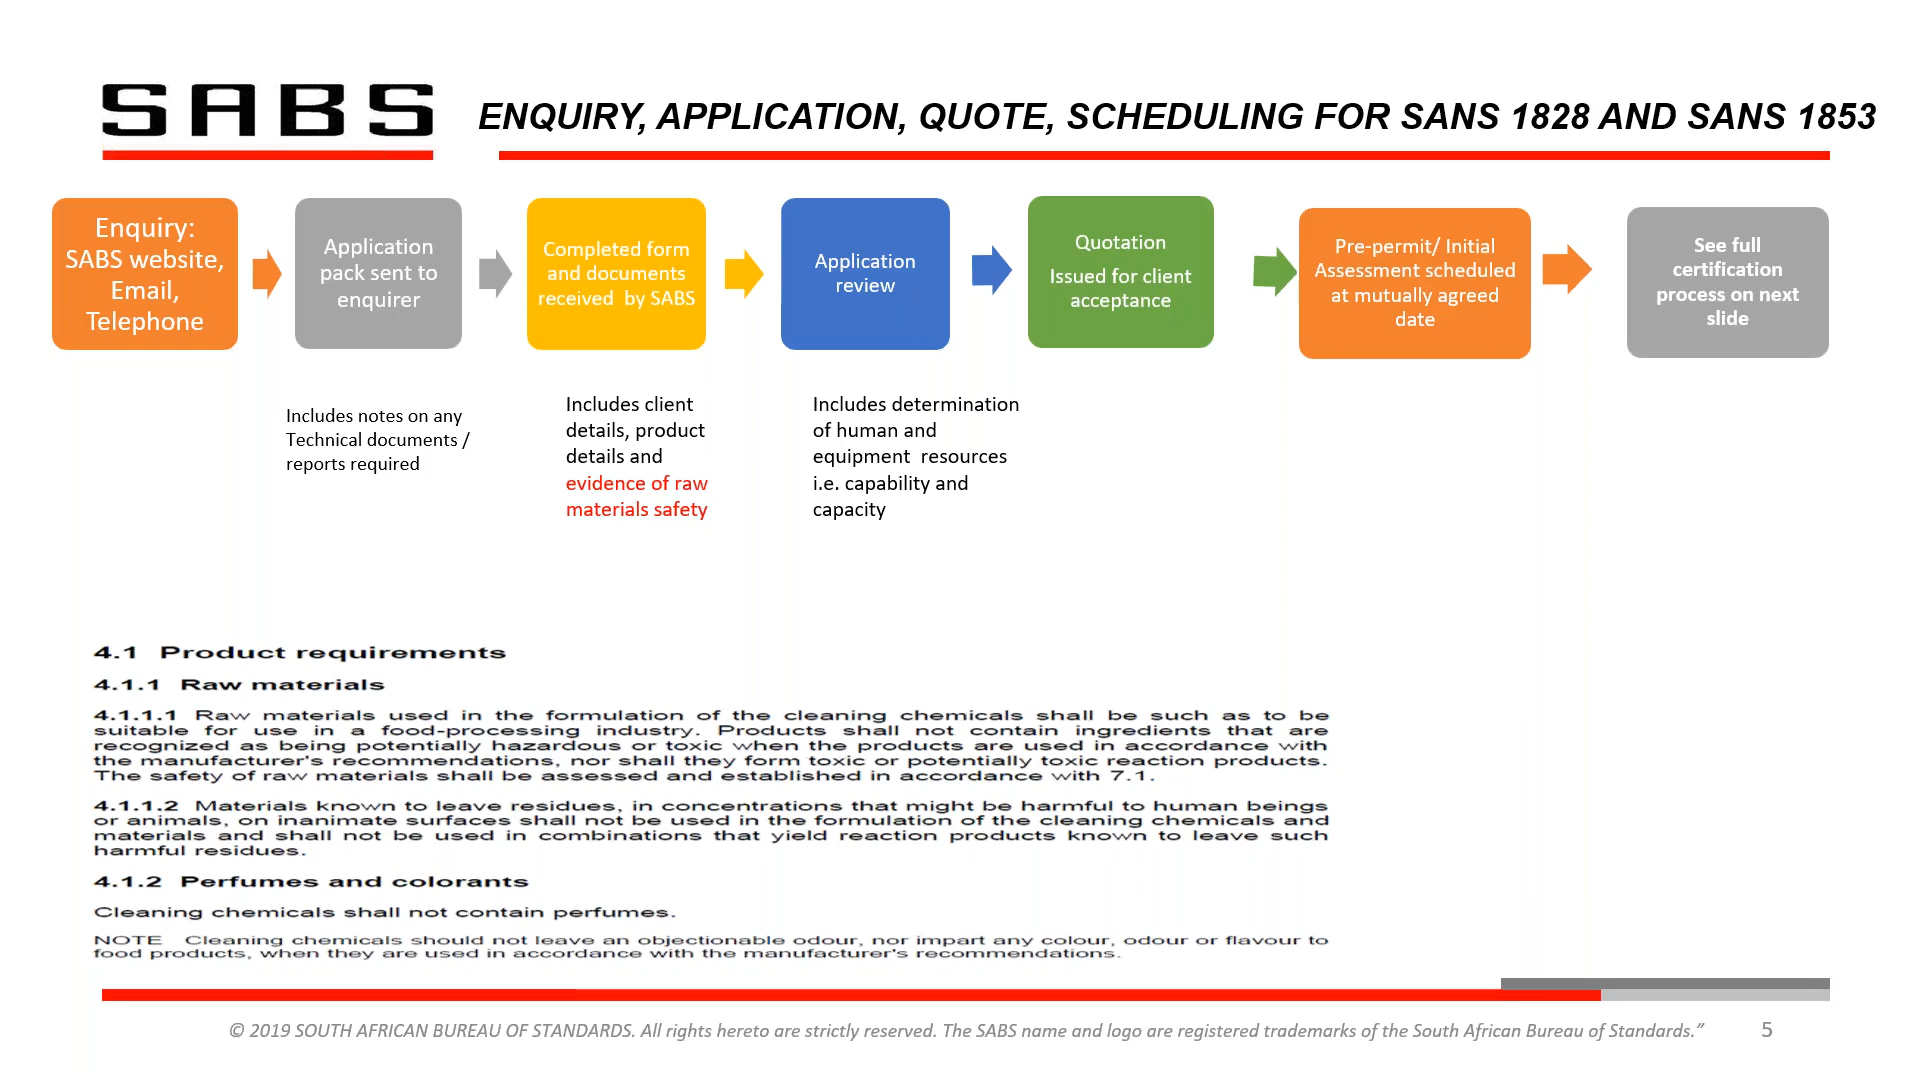 SABS
ENQUIRY, APPLICATION, QUOTE, SCHEDULING FOR SANS 1828 AND SANS 1853
Enquiry:
SABS website,
Email,
Telephone
Application
pack sent to
enquirer
Completed form
and documents
received by SABS
Application
review
Quotation
Issued for client
acceptance
Pre-permit/ Initial
Assessment scheduled
at mutually agreed
date
See full
certification
process on next
slide
Includes notes on any
Technical documents /
reports required
Includes client
details, product
details and
evidence of raw
materials safety
Includes determination
of human and
equipment resources
i.e. capability and
capacity
4.1 Product requirements
4.1.1 Raw materials
4.1.1.1 Raw materials used in the formulation of the cleaning chemicals shall be such as to be
suitable for use in a food-processing industry. Products shall not contain ingredients that are
recognized as being potentially hazardous or toxic when the products are used in accordance with
the manufacturer's recommendations, nor shall they form toxic or potentially toxic reaction products.
The safety of raw materials shall be assessed and established in accordance with 7.1.
4.1.1.2 Materials known to leave residues, in concentrations that might be harmful to human beings
or animals, on inanimate surfaces shall not be used in the formulation of the cleaning chemicals and
materials and shall not be used in combinations that yield reaction products known to leave such
harmful residues.
4.1.2 Perfumes and colorants
Cleaning chemicals shall not contain perfumes.
NOTE Cleaning chemicals should not leave an objectionable odour, nor impart any colour, odour or flavour to
food products, when they are used in accordance with the manufacturer's recommendations.
© 2019 SOUTH AFRICAN BUREAU OF STANDARDS. All rights hereto are strictly reserved. The SABS name and logo are registered trademarks of the South African Bureau of Standards.”
5